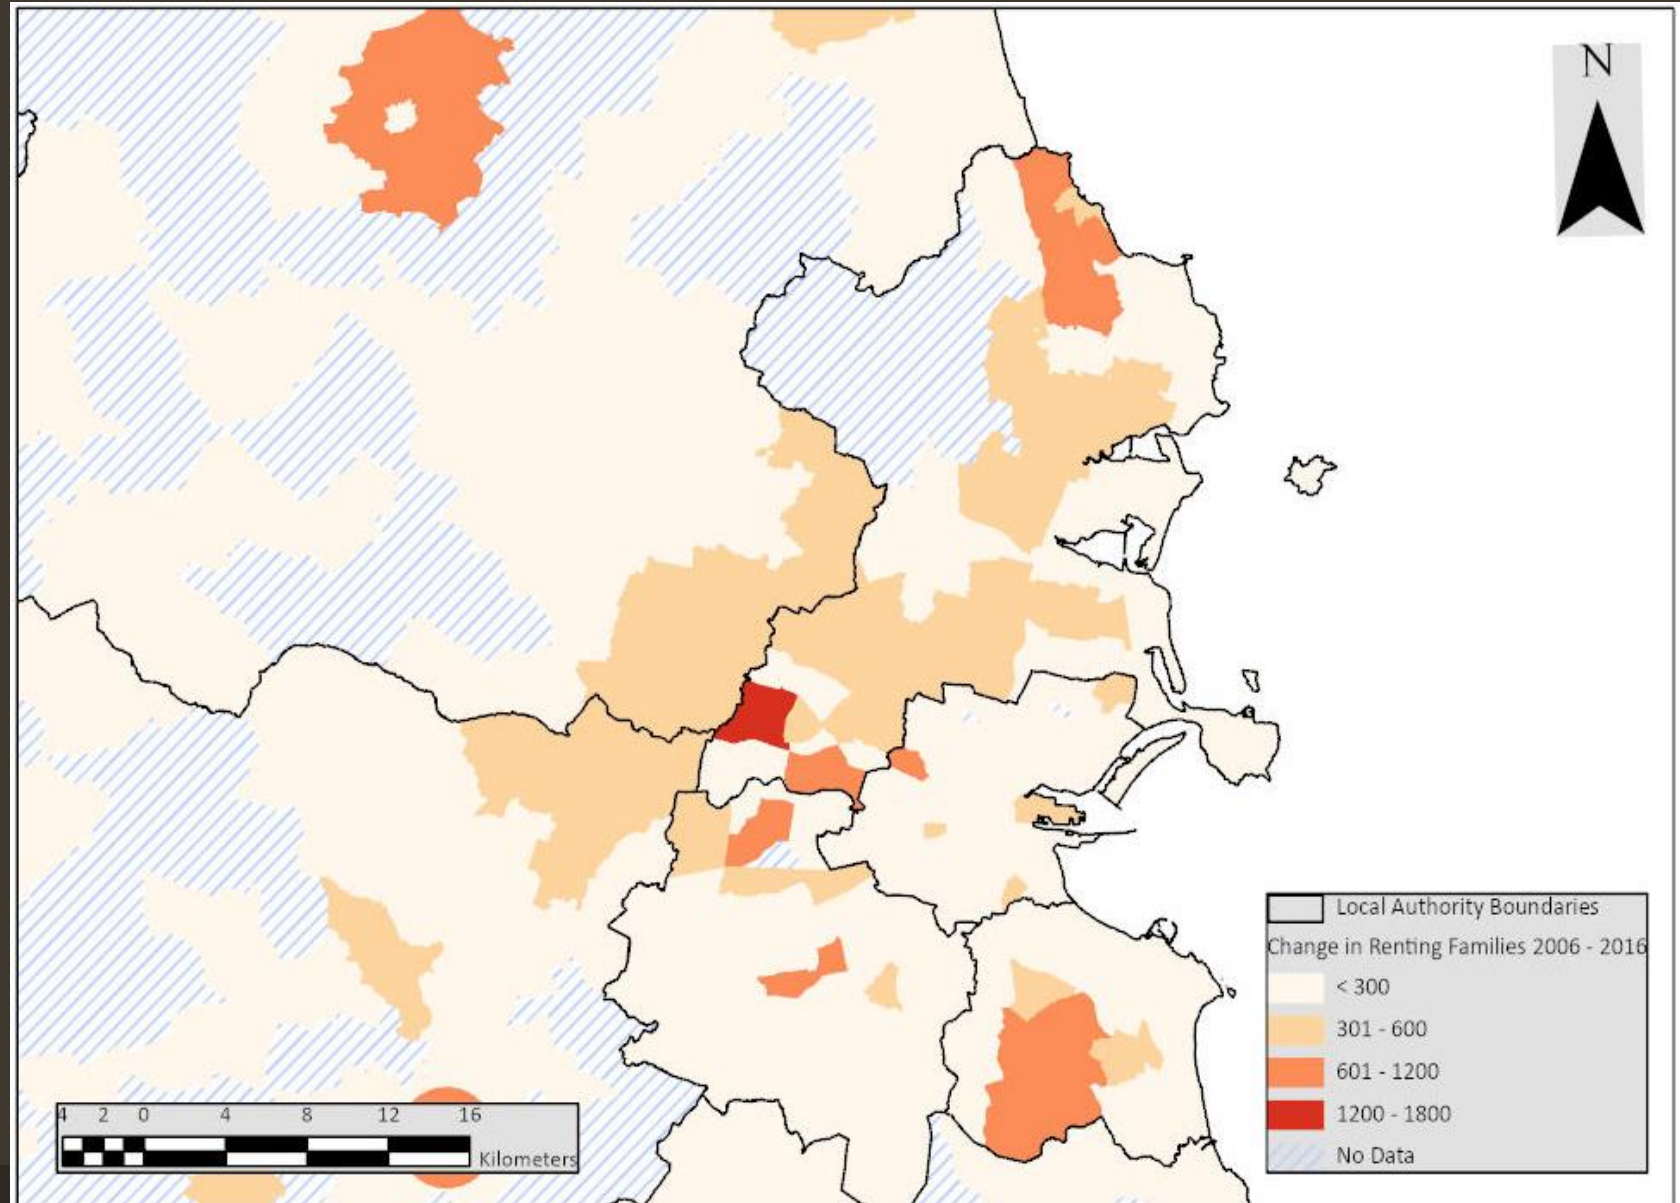 N
Local Authority Boundaries
Change in Renting Families 2006 - 2016
< 300
301 - 600
601 - 1200
1200 - 1800
No Data
4 2 0 4 8 12 16
Kilometers